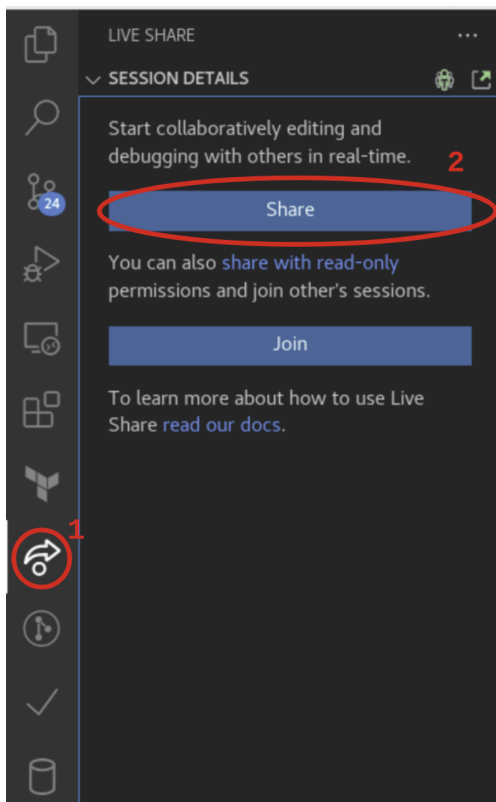 LIVE SHARE
SESSION DETAILS
Start collaboratively editing and
debugging with others in real-time.
2
24
Share
You can also share with read-only
permissions and join other's sessions.
Join
To learn more about how to use Live
Share read our docs.
1